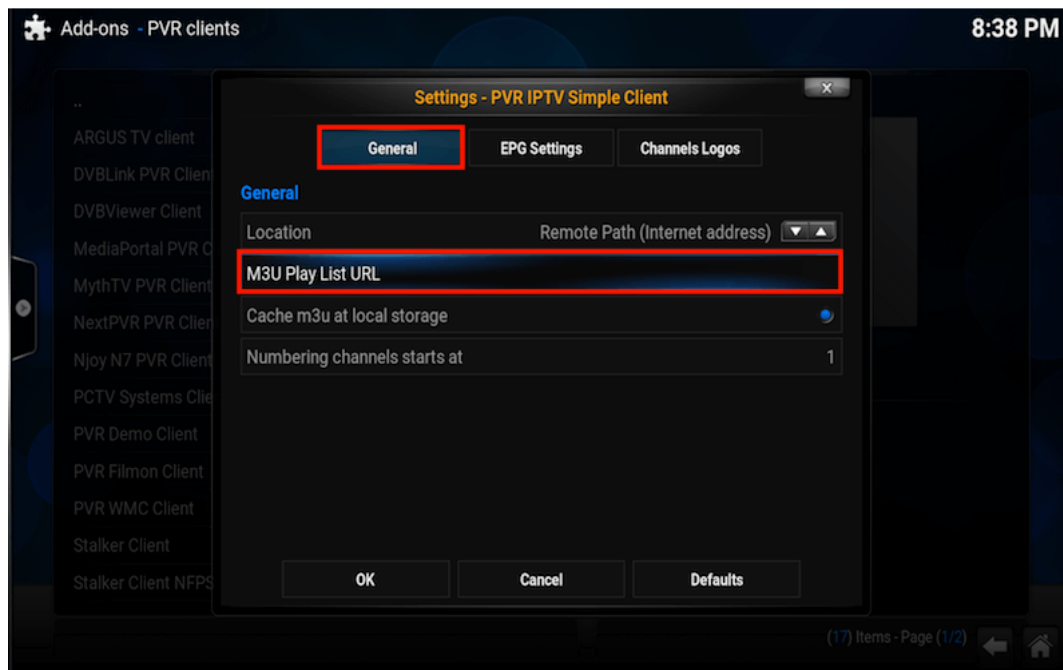 Add-ons - PVR clients
8:38 PM
Settings - PVR IPTV Simple Client
x
General
EPG Settings
Channels Logos
General
Location
Remote Path (Internet address)
M3U Play List URL
Cache m3u at local storage
Numbering channels starts at
1
OK
Cancel
Defaults
..
ARGUS TV client
DVBLink PVR Clien
DVBViewer Client
MediaPortal PVR C
MythTV PVR Client
NextPVR PVR Clien
Njoy N7 PVR Client
PCTV Systems Clie
PVR Demo Client
PVR Filmon Client
PVR WMC Client
Stalker Client
Stalker Client NFPS
(17) Items - Page (1/2)